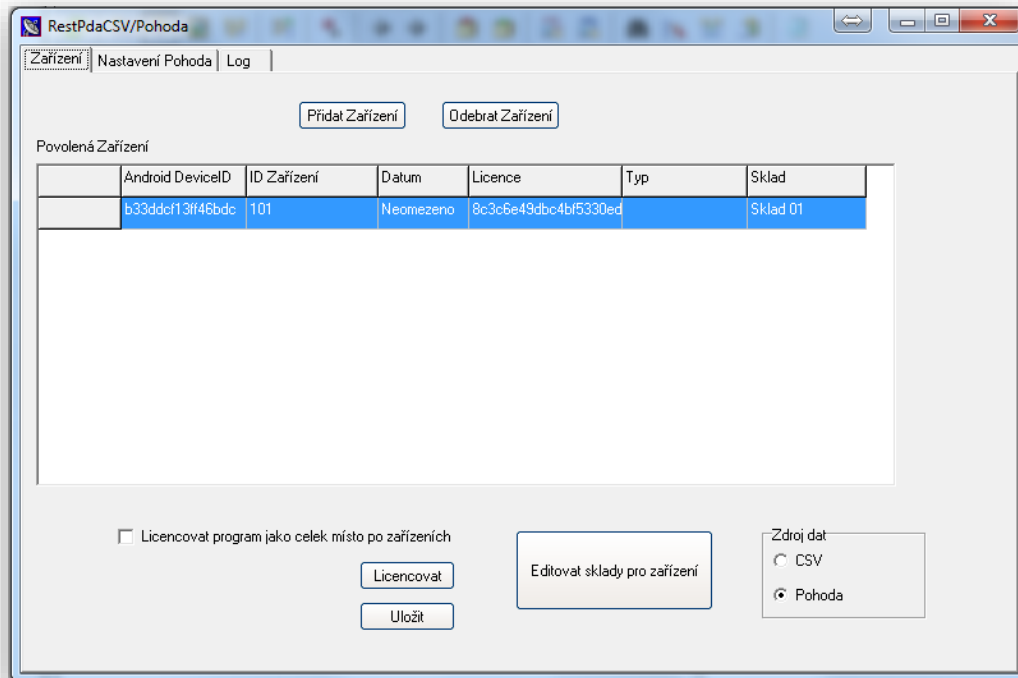 RestPdaCSV/Pohoda
Zařízení Nastavení Pohoda Log
Přidat Zařízení Odebrat Zařízení
Povolená Zařízení
Android DeviceID ID Zařízení Datum Licence Typ Sklad
b33ddcf13ff46bdc 101 Neomezeno 8c3c6e49dbc4bf5330ed Sklad 01
Licencovat program jako celek místo po zařízeních
Licencovat
Uložit
Editovat sklady pro zařízení
Zdroj dat
CSV
Pohoda